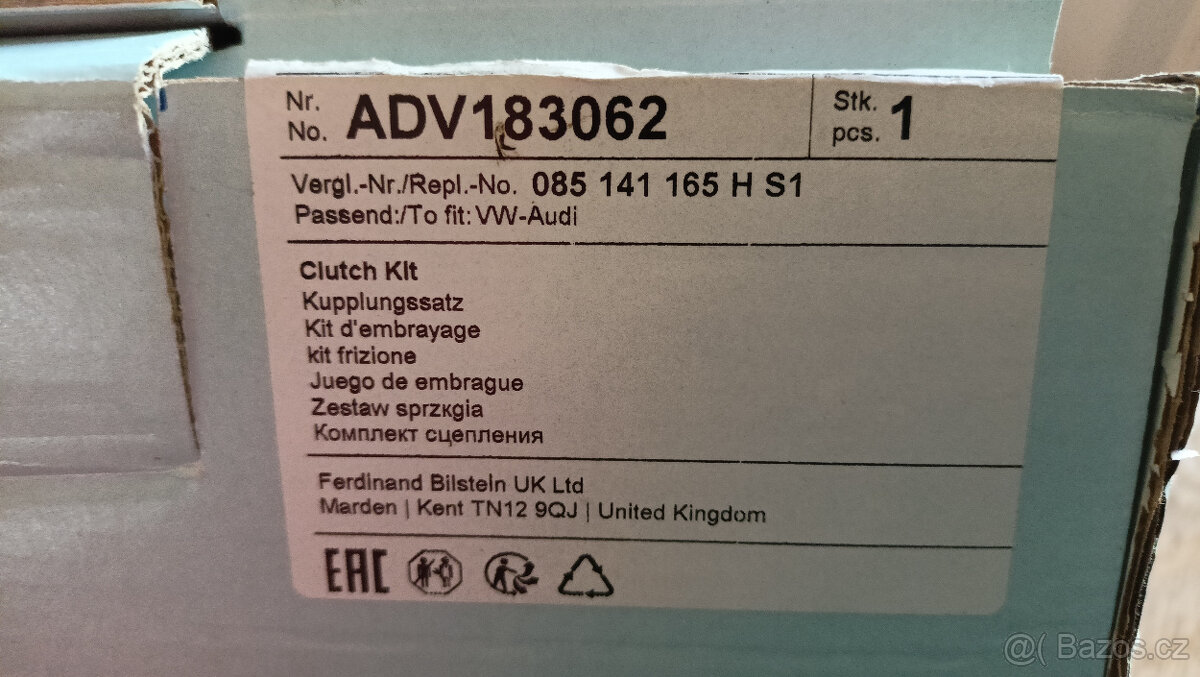 Nr. No. ADV183062 Stk. pcs. 1
Vergl.-Nr./Repl.-No. 085 141 165 H S1
Passend:/To fit: VW-Audi
Clutch Kit
Kupplungssatz
Kit d'embrayage
kit frizione
Juego de embrague
Zestaw sprzкgia
Комплект сцепления
Ferdinand Bilstein UK Ltd
Marden | Kent TN12 9QJ | United Kingdom
EAC
@( Bazos.cz